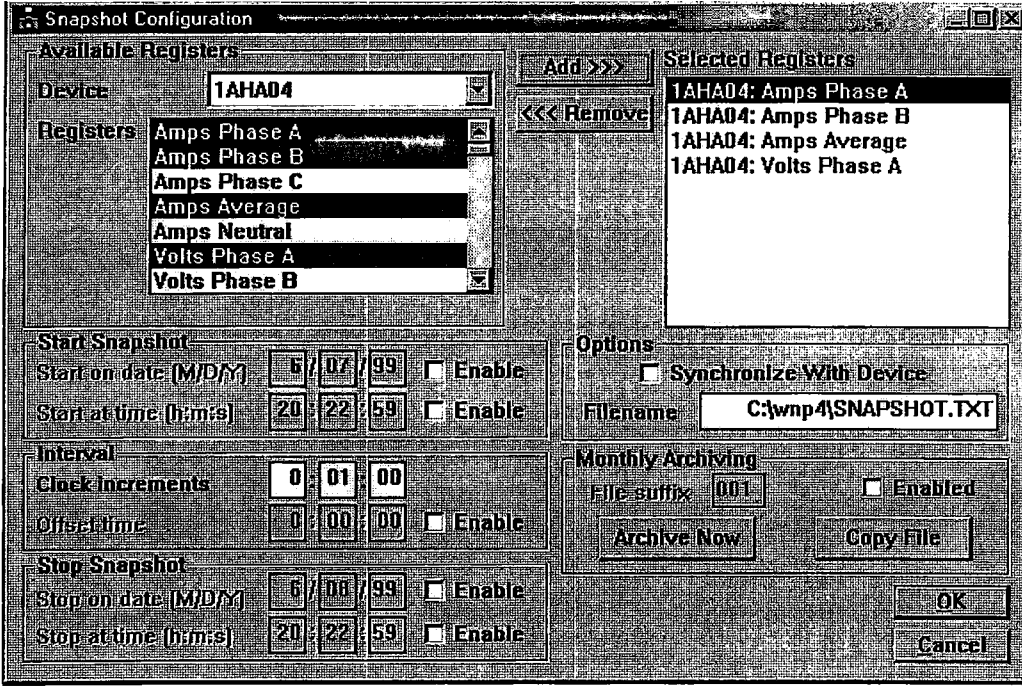 Snapshot Configuration
Available Registers
Device 1AHA04
Registers
Amps Phase A
Amps Phase B
Amps Phase C
Amps Average
Amps Neutral
Volts Phase A
Volts Phase B
Add >>>
<<< Remove
Selected Registers
1AHA04: Amps Phase A
1AHA04: Amps Phase B
1AHA04: Amps Average
1AHA04: Volts Phase A
Start Snapshot
Start on date (M/D/Y) 6 / 07 / 99 Enable
Start at time (h:m:s) 20 : 22 : 59 Enable
Interval
Clock Increments 0 : 01 : 00
Offset time 0 : 00 : 00 Enable
Stop Snapshot
Stop on date (M/D/Y) 6 / 08 / 99 Enable
Stop at time (h:m:s) 20 : 22 : 59 Enable
Options
Synchronize With Device
Filename C:\wnp4\SNAPSHOT.TXT
Monthly Archiving
File suffix 001 Enabled
Archive Now Copy File
OK
Cancel